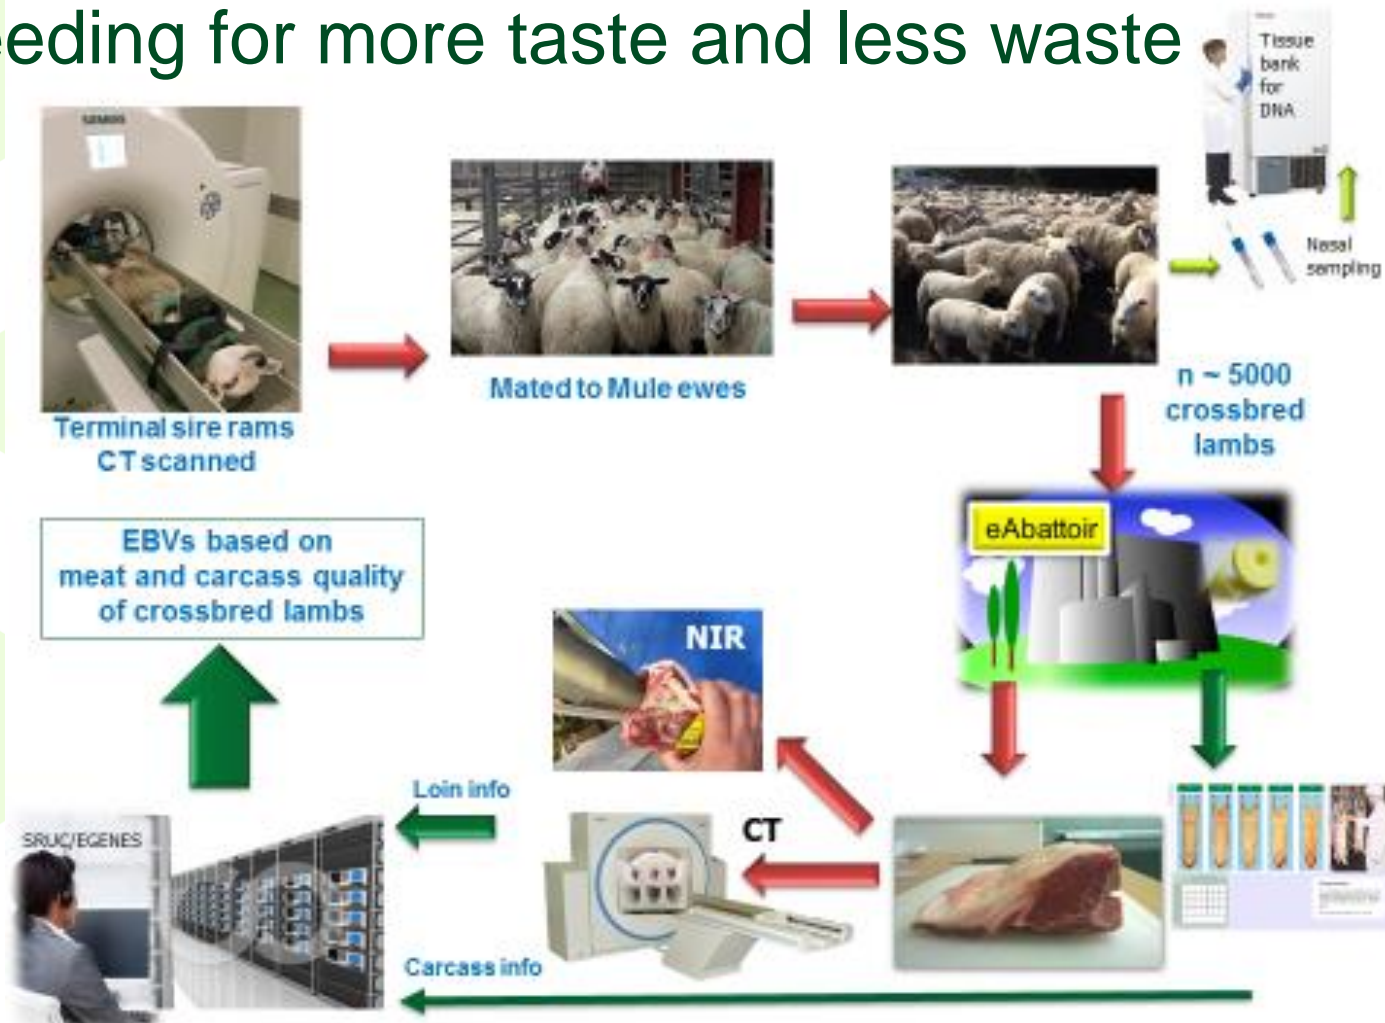 eeding for more taste and less waste
Tissue
bank
for
DNA
Nasal
sampling
Terminal sire rams
CT scanned
Mated to Mule ewes
n ~ 5000
crossbred
lambs
eAbattoir
EBVs based on
meat and carcass quality
of crossbred lambs
NIR
Loin info
CT
SRUC/EGENES
Carcass info